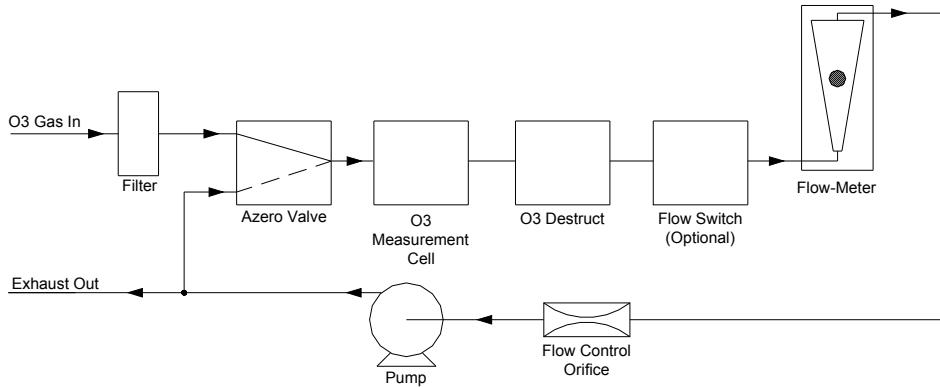 O3 Gas In
Filter
Azero Valve
O3
Measurement
Cell
O3 Destruct
Flow Switch
(Optional)
Flow-Meter
Exhaust Out
Pump
Flow Control
Orifice